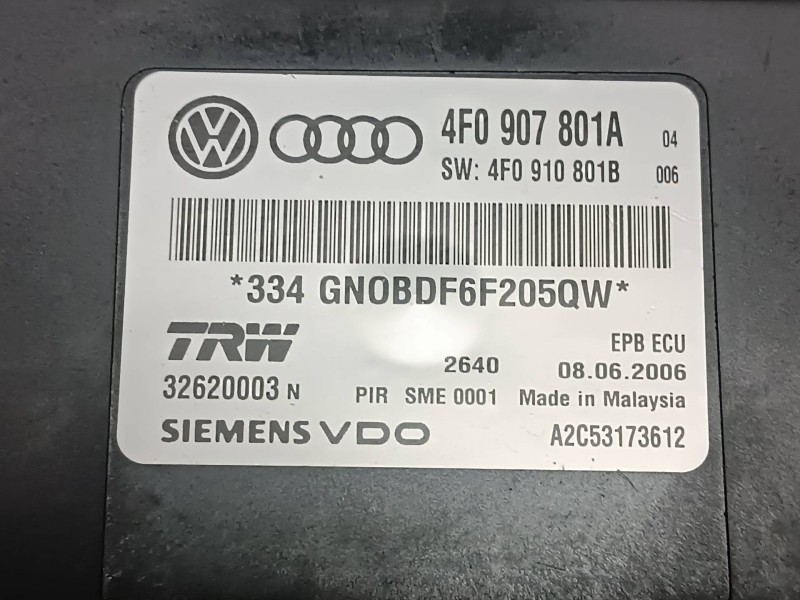 4F0 907 801A 04
SW: 4F0 910 801B 006
*334 GN0BDF6F205QW*
TRW EPB ECU
2640 08.06.2006
32620003 N PIR SME 0001 Made in Malaysia
SIEMENS VDO A2C53173612